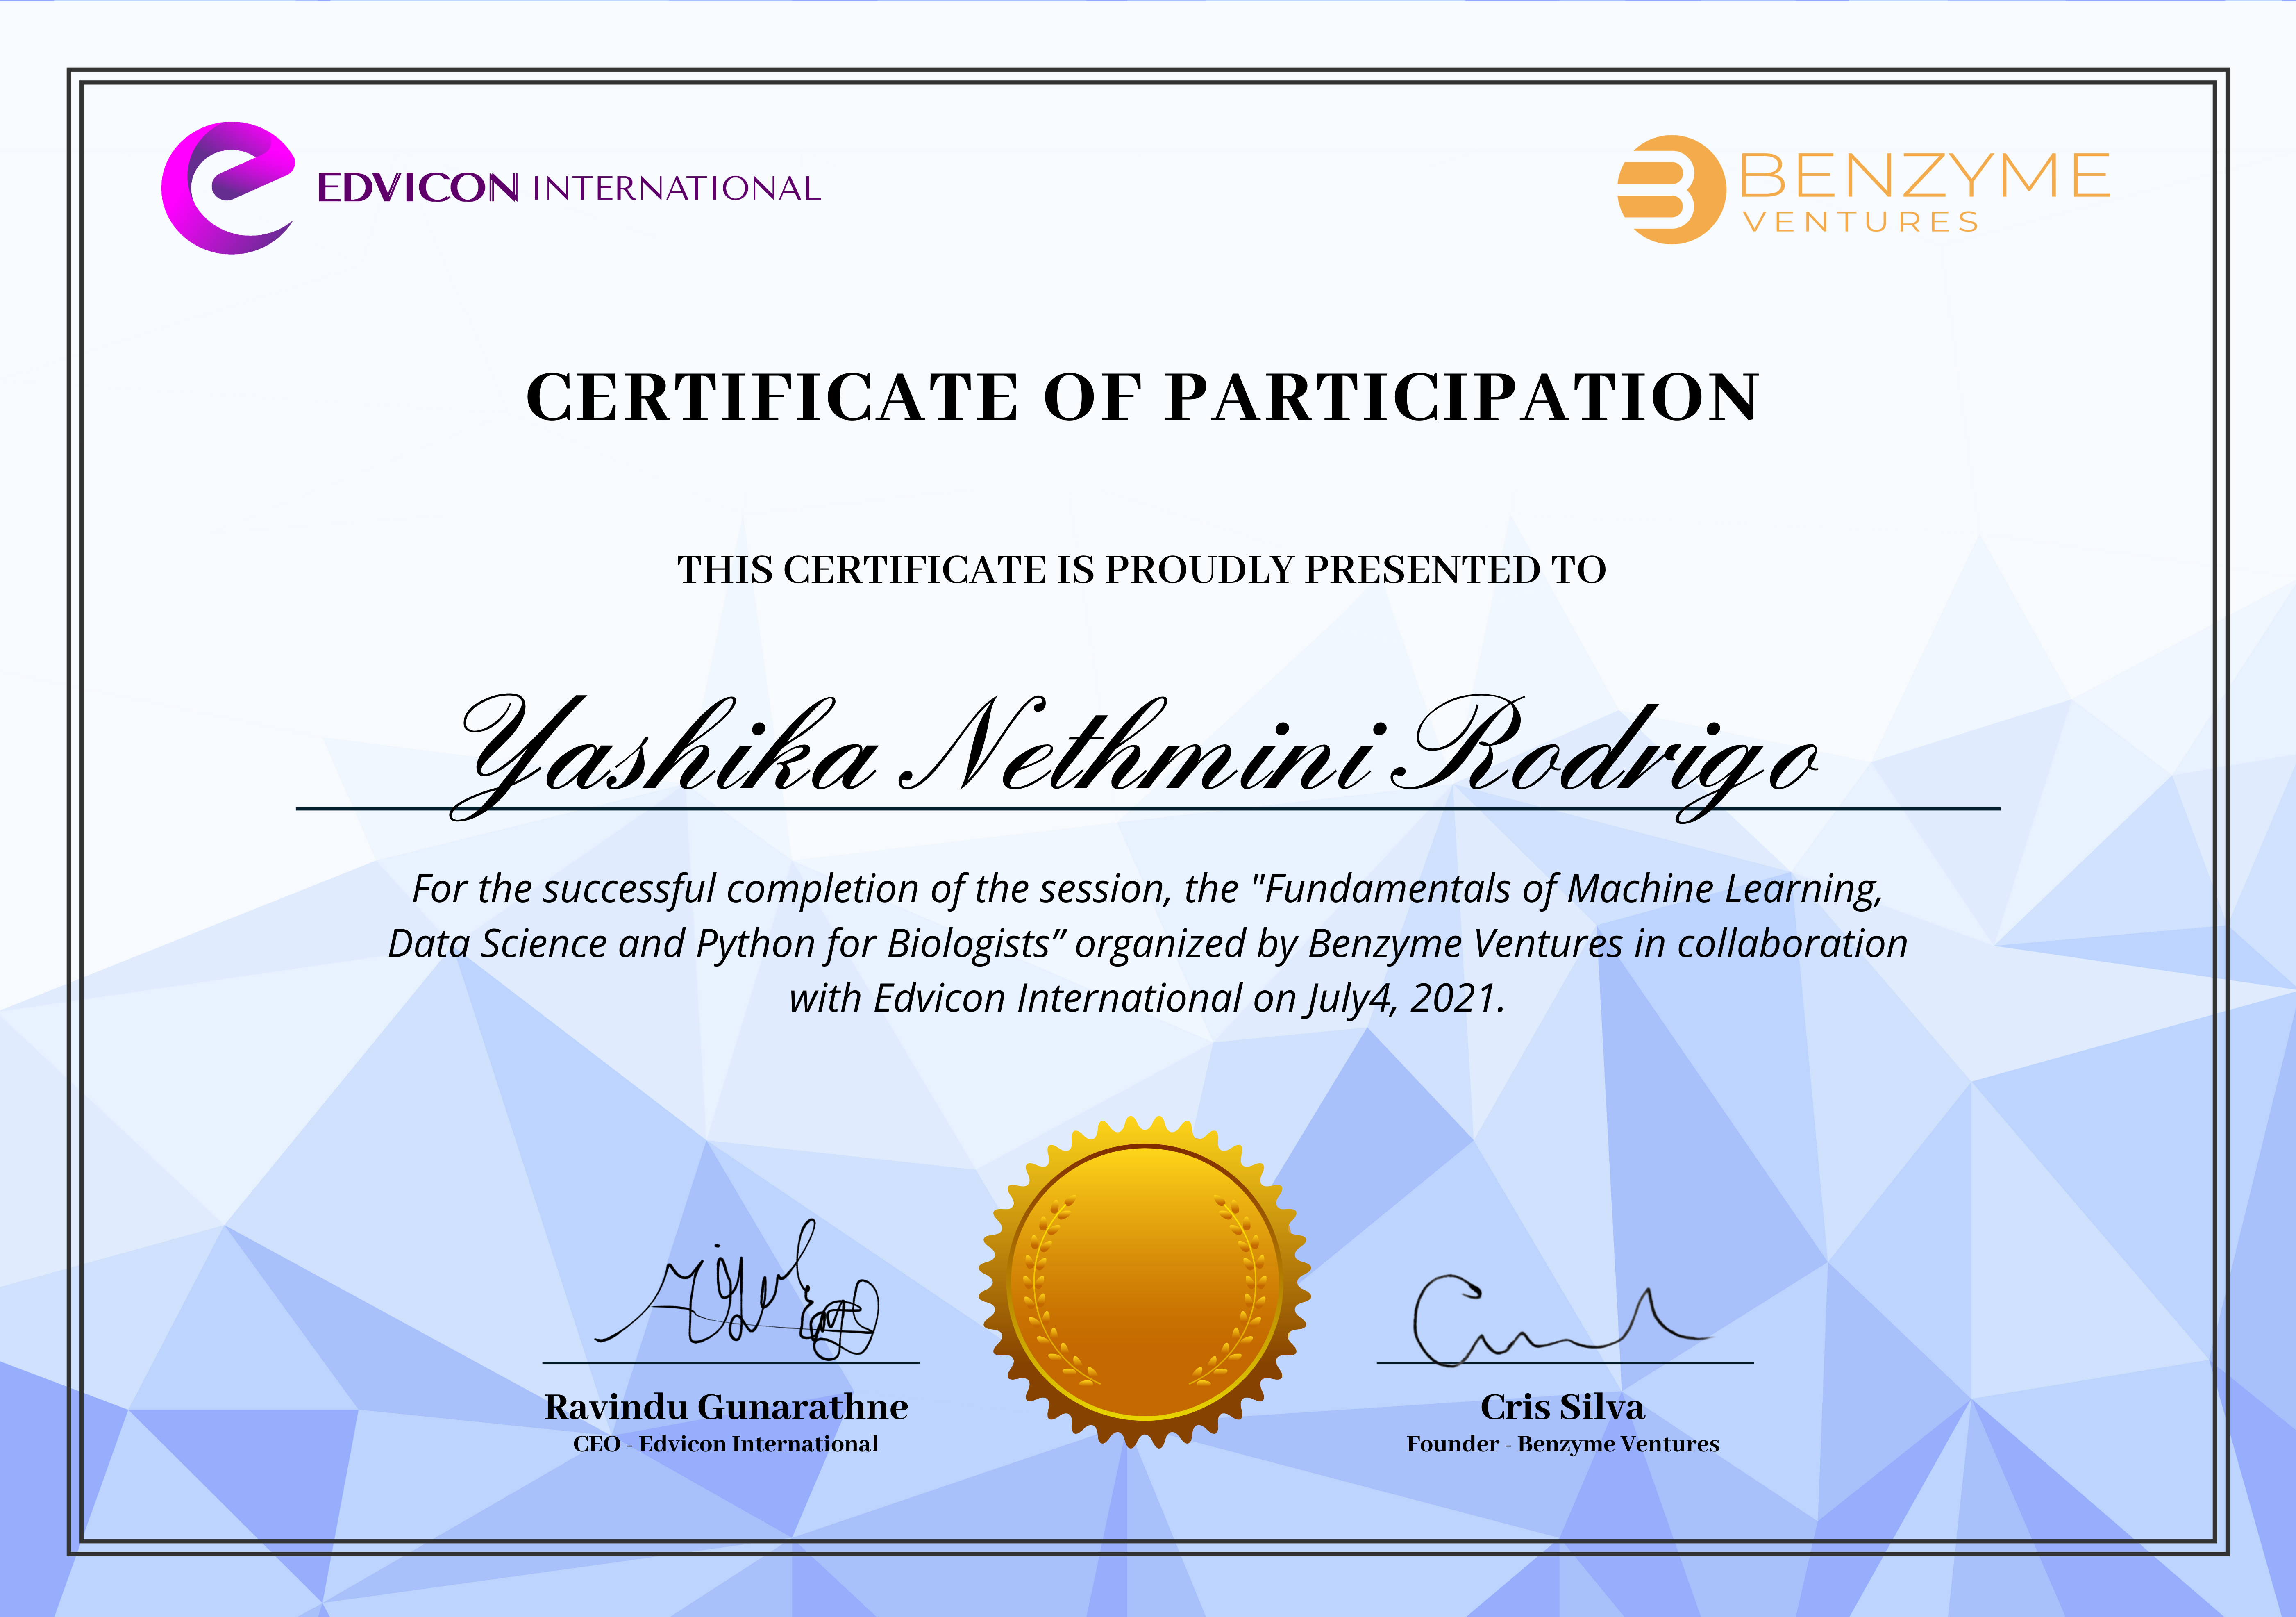 EDVICON INTERNATIONAL
BENZYME
VENTURES
CERTIFICATE OF PARTICIPATION
THIS CERTIFICATE IS PROUDLY PRESENTED TO
Yashika Nethmini Rodrigo
For the successful completion of the session, the "Fundamentals of Machine Learning,
Data Science and Python for Biologists” organized by Benzyme Ventures in collaboration
with Edvicon International on July4, 2021.
Ravindu Gunarathne
CEO - Edvicon International
Cris Silva
Founder - Benzyme Ventures